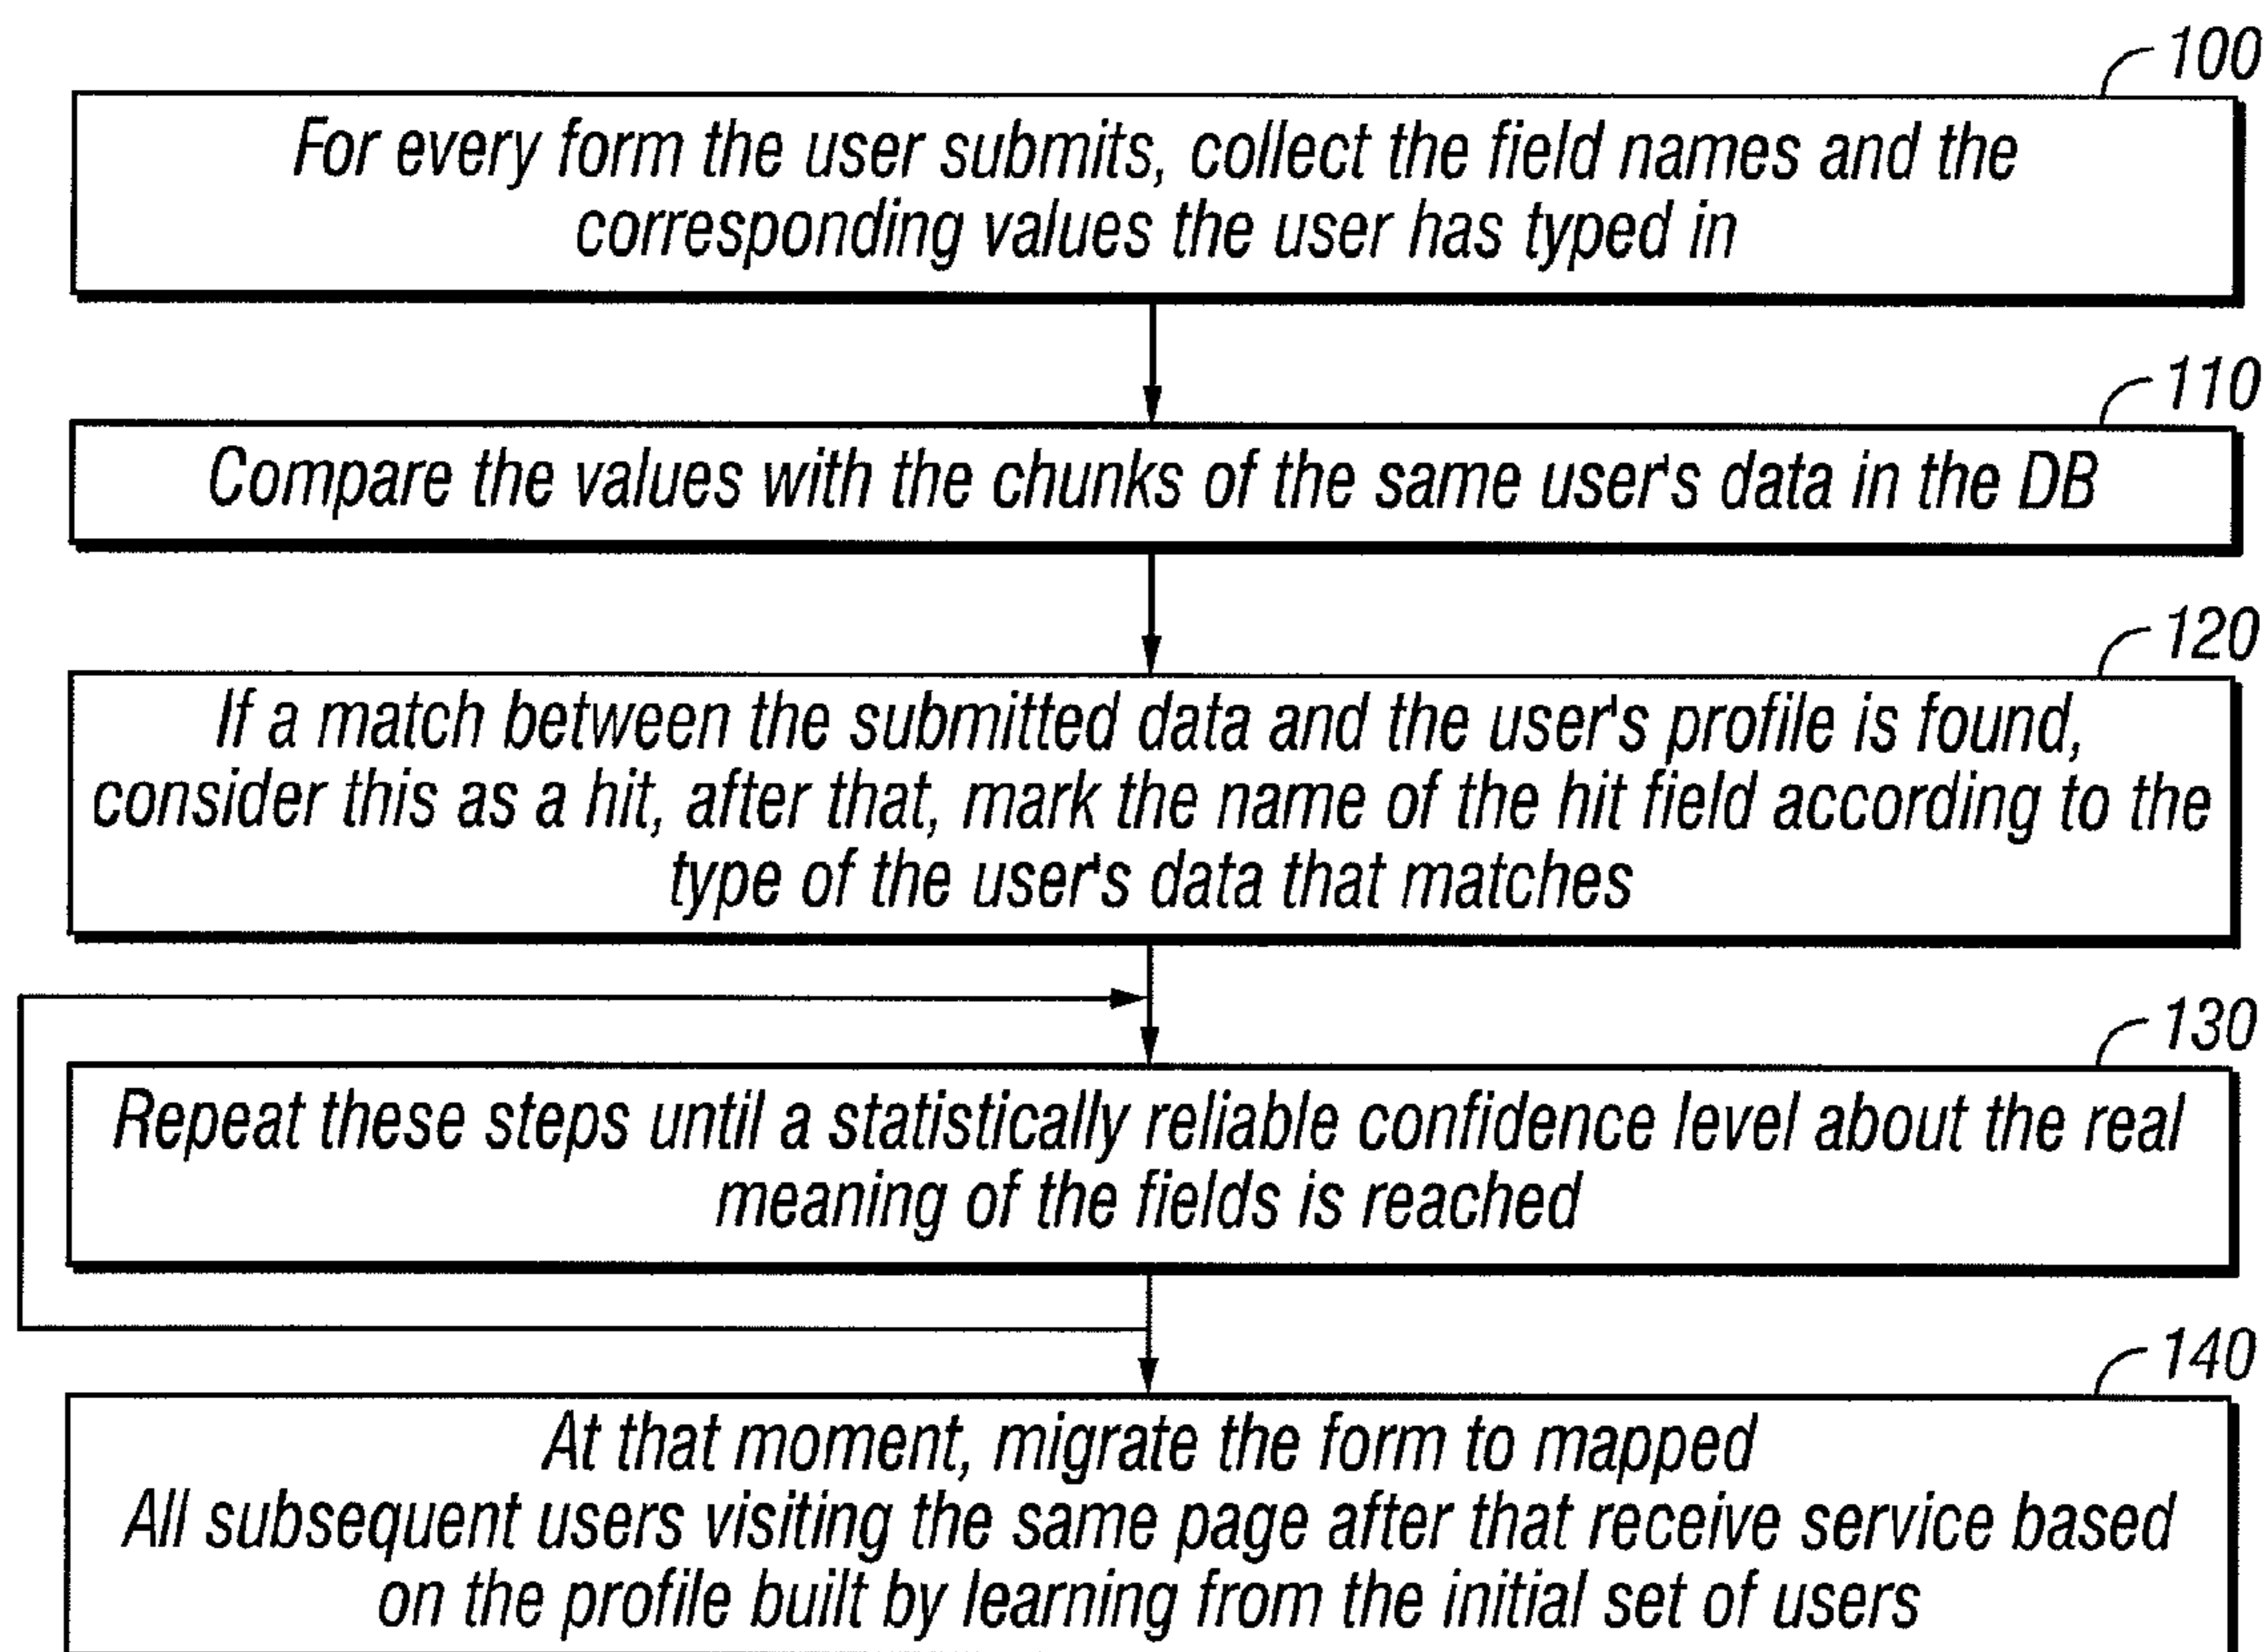 100
For every form the user submits, collect the field names and the
corresponding values the user has typed in
110
Compare the values with the chunks of the same user's data in the DB
120
If a match between the submitted data and the user's profile is found,
consider this as a hit, after that, mark the name of the hit field according to the
type of the user's data that matches
130
Repeat these steps until a statistically reliable confidence level about the real
meaning of the fields is reached
140
At that moment, migrate the form to mapped
All subsequent users visiting the same page after that receive service based
on the profile built by learning from the initial set of users